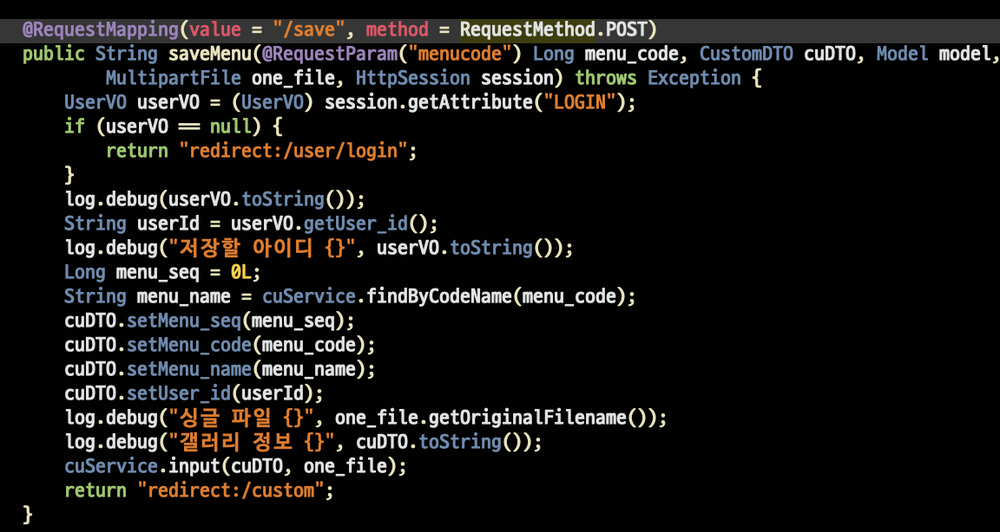 @RequestMapping(value = "/save", method = RequestMethod.POST)
public String saveMenu(@RequestParam("menucode") Long menu_code, CustomDTO cuDTO, Model model,
        MultipartFile one_file, HttpSession session) throws Exception {
    UserVO userVO = (UserVO) session.getAttribute("LOGIN");
    if (userVO == null) {
        return "redirect:/user/login";
    }
    log.debug(userVO.toString());
    String userId = userVO.getUser_id();
    log.debug("저장할 아이디 {}", userVO.toString());
    Long menu_seq = 0L;
    String menu_name = cuService.findByCodeName(menu_code);
    cuDTO.setMenu_seq(menu_seq);
    cuDTO.setMenu_code(menu_code);
    cuDTO.setMenu_name(menu_name);
    cuDTO.setUser_id(userId);
    log.debug("싱글 파일 {}", one_file.getOriginalFilename());
    log.debug("갤러리 정보 {}", cuDTO.toString());
    cuService.input(cuDTO, one_file);
    return "redirect:/custom";
}